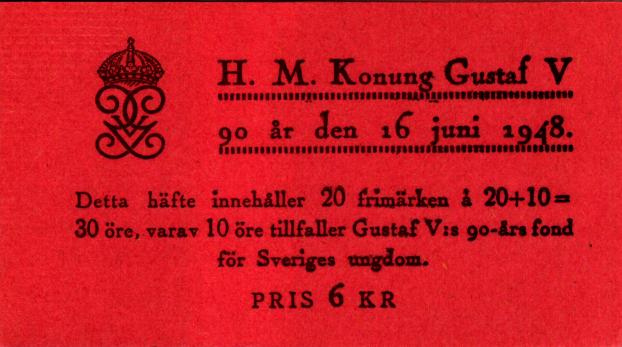 H. M. Konung Gustaf V
90 år den 16 juni 1948.
Detta häfte innehåller 20 frimärken à 20+10=
30 öre, varav 10 öre tillfaller Gustaf V:s 90-års fond
för Sveriges ungdom.
PRIS 6 KR